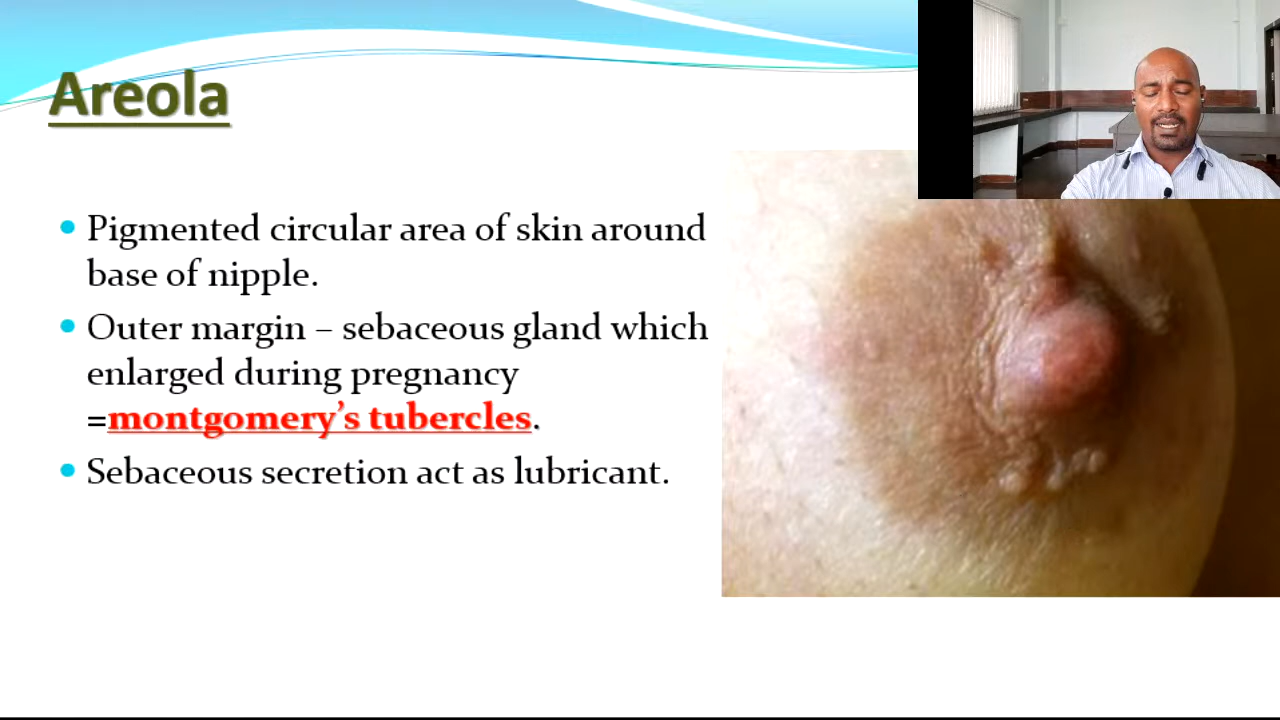 Areola
Pigmented circular area of skin around
base of nipple.
Outer margin – sebaceous gland which
enlarged during pregnancy
=montgomery’s tubercles.
Sebaceous secretion act as lubricant.